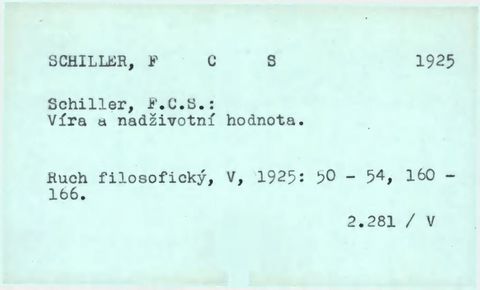 SCHILLER, F C S 1925
Schiller, F.C.S.:
Víra a nadživotní hodnota.
Ruch filosofický, V, 1925: 50 - 54, 160 -
166.
2.281 / V